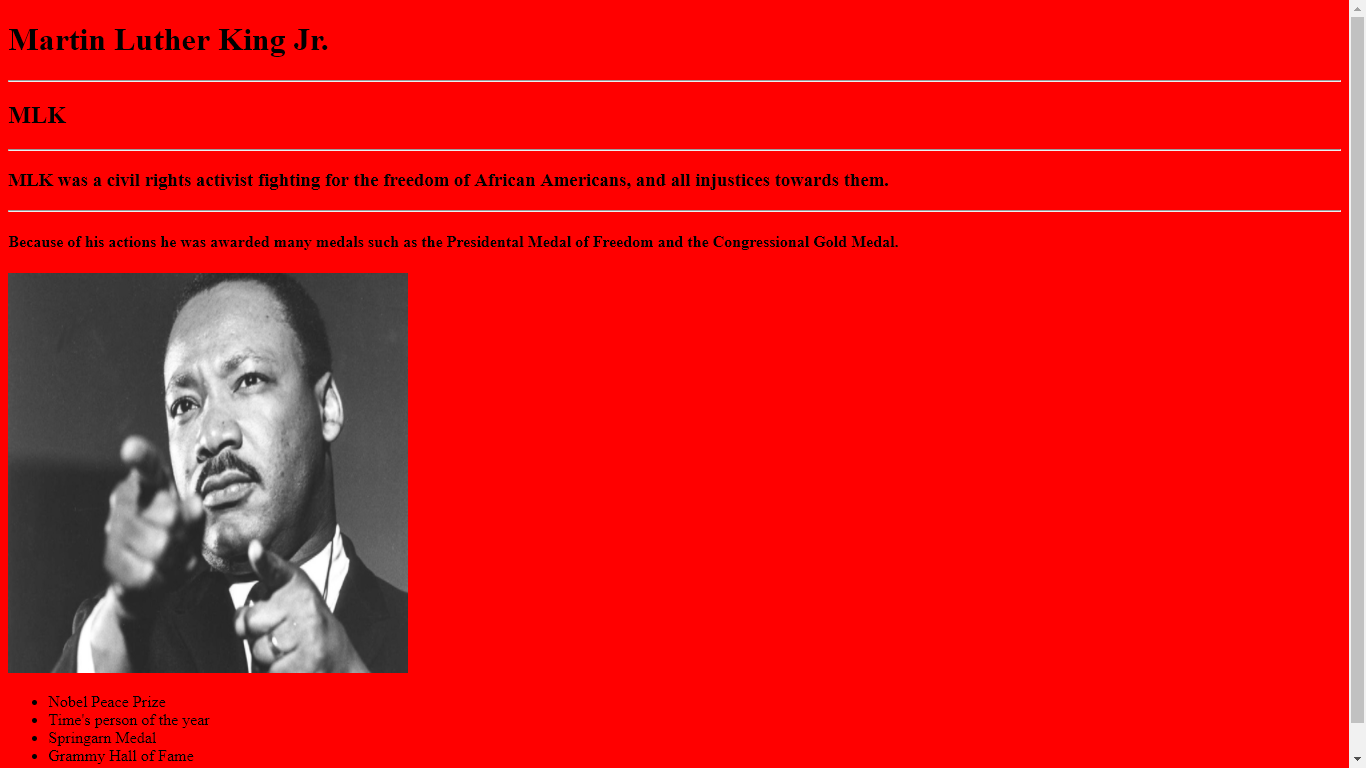 Martin Luther King Jr.
MLK
MLK was a civil rights activist fighting for the freedom of African Americans, and all injustices towards them.
Because of his actions he was awarded many medals such as the Presidental Medal of Freedom and the Congressional Gold Medal.
Nobel Peace Prize
Time's person of the year
Springarn Medal
Grammy Hall of Fame